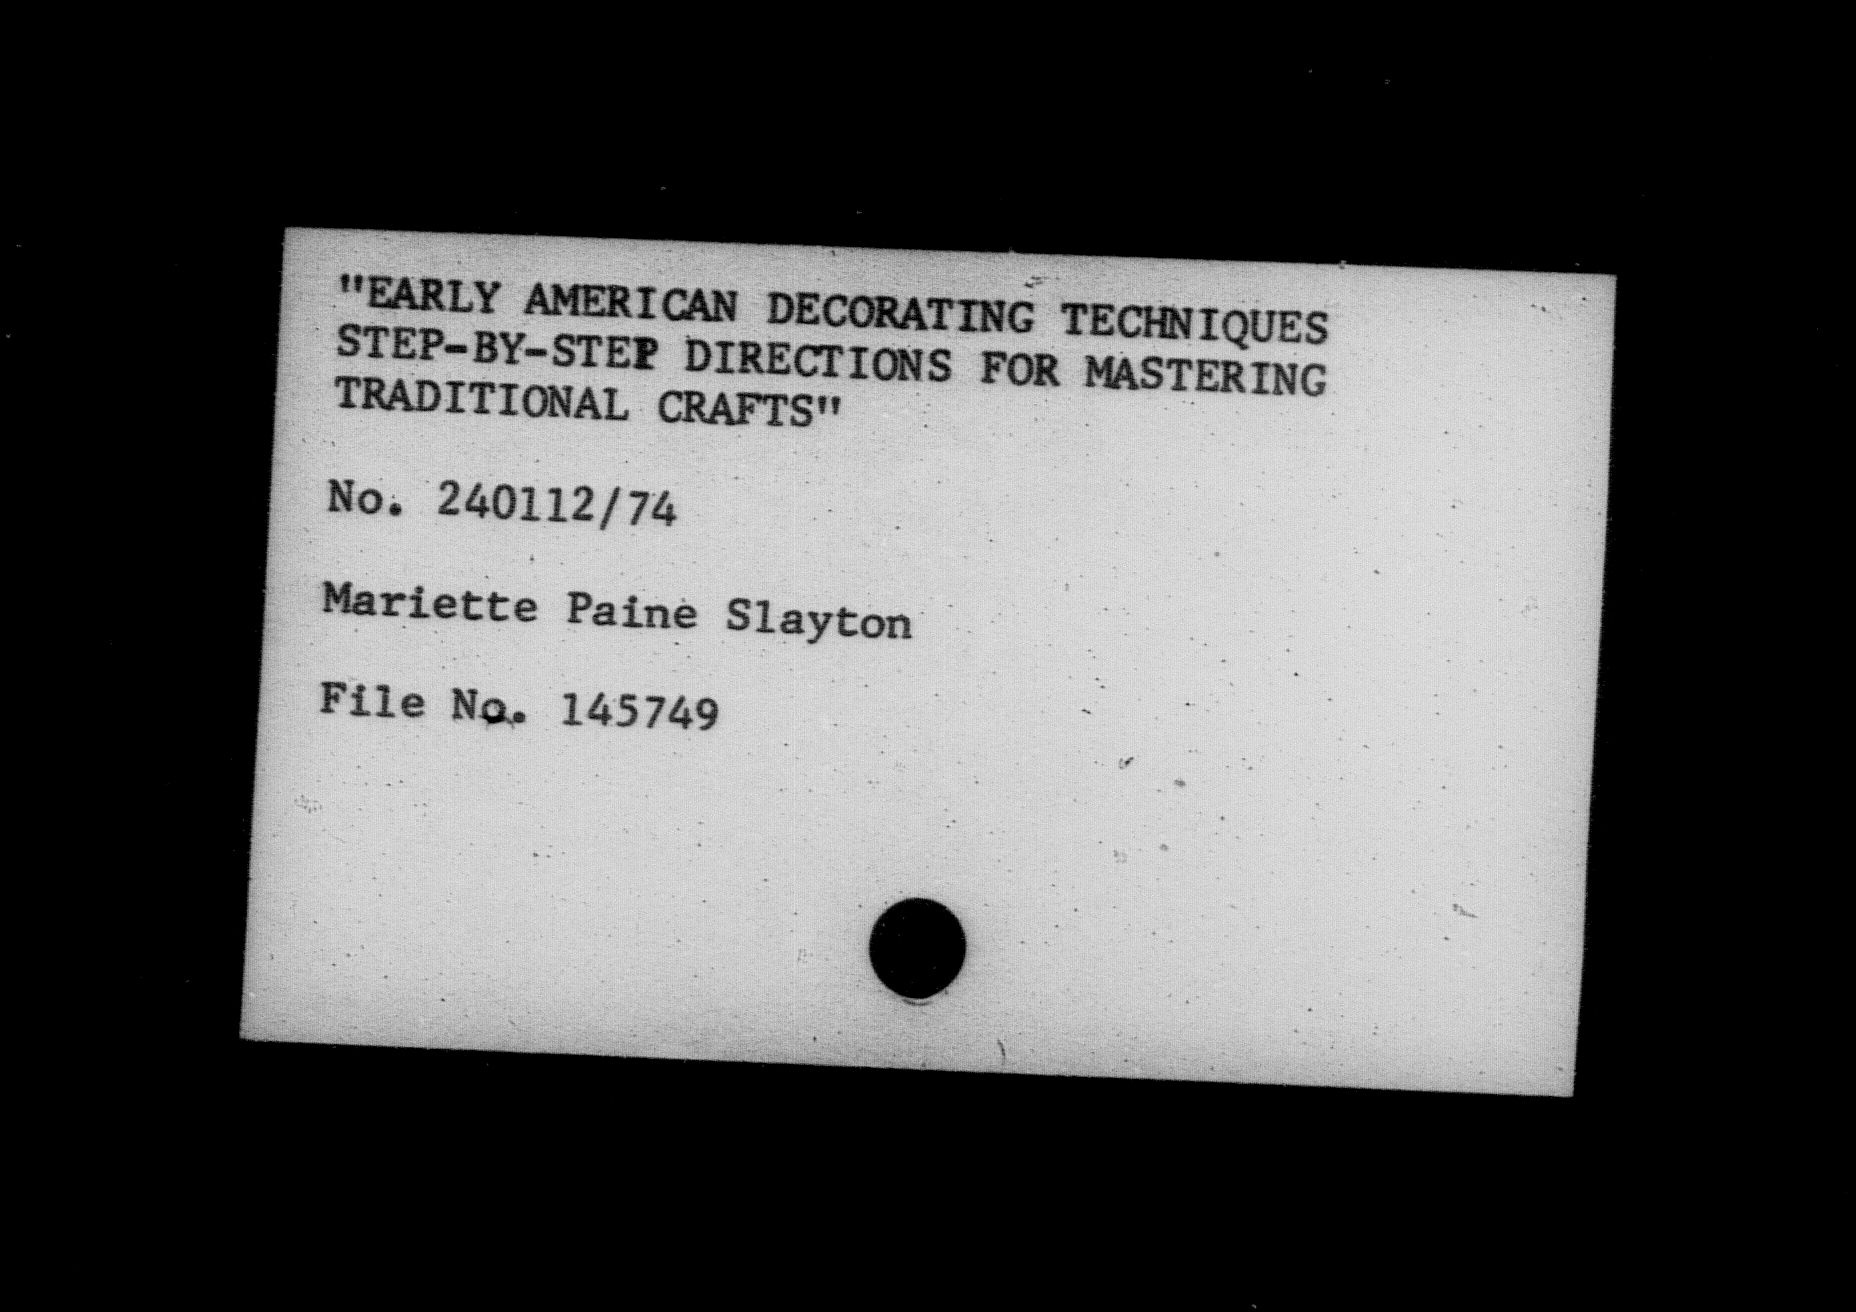 "EARLY AMERICAN DECORATING TECHNIQUES
STEP-BY-STEP DIRECTIONS FOR MASTERING
TRADITIONAL CRAFTS"
No. 240112/74
Mariette Paine Slayton
File No. 145749